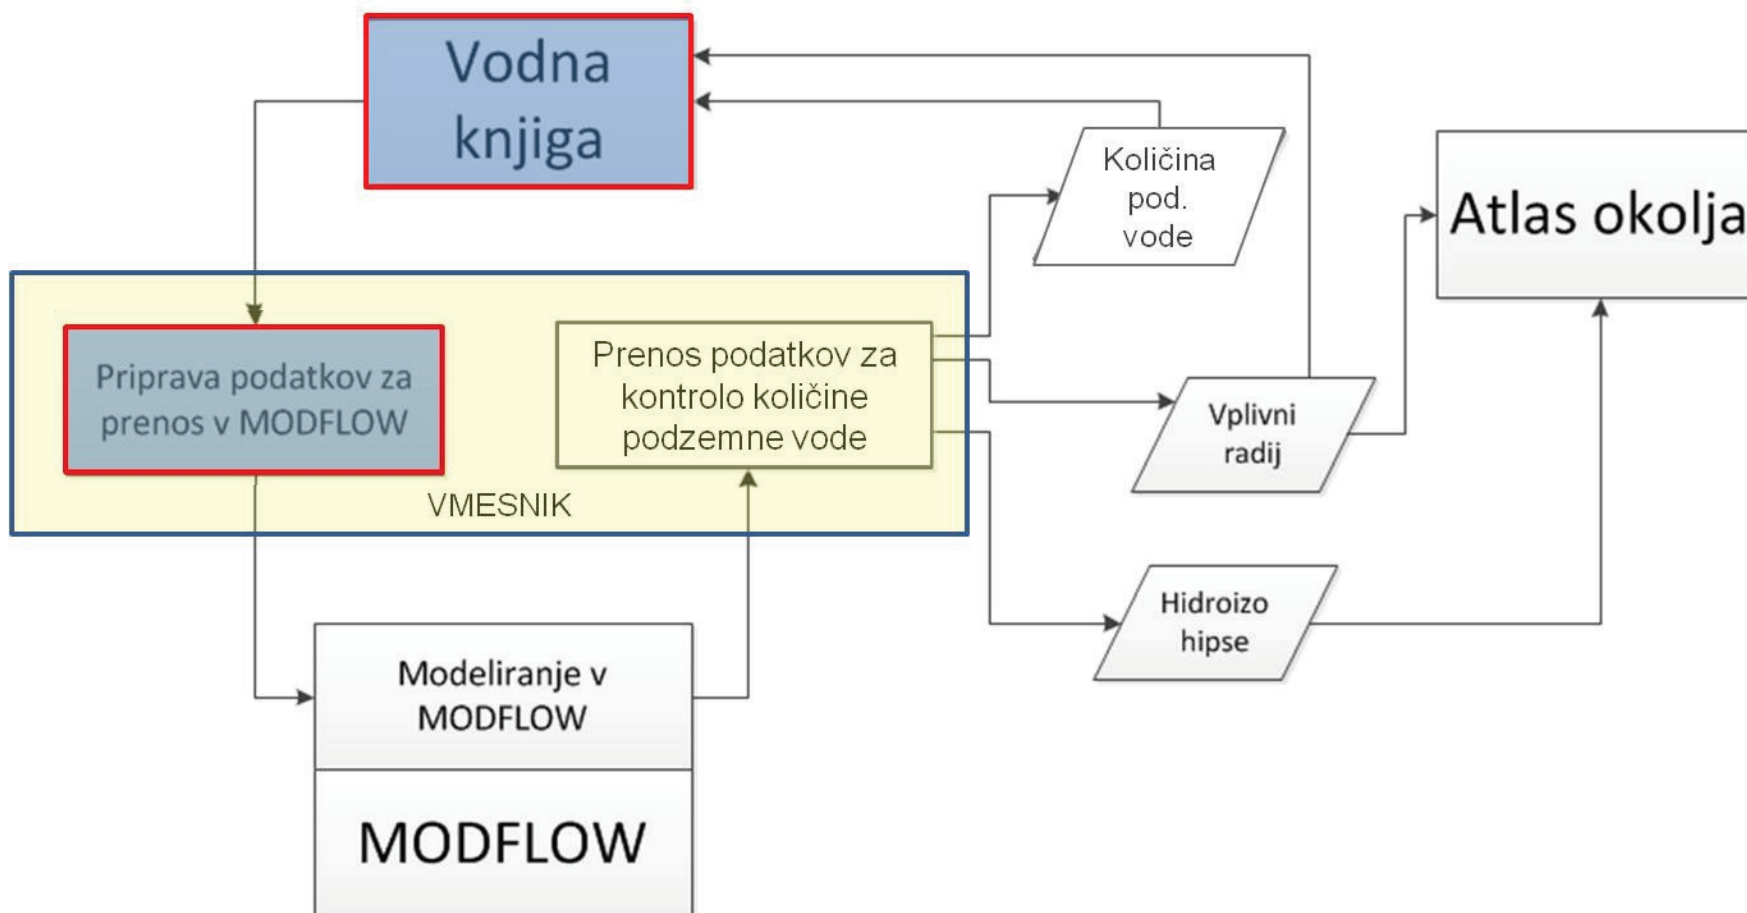 Vodna
knjiga
Količina
pod.
vode
Atlas okolja
Priprava podatkov za
prenos v MODFLOW
Prenos podatkov za
kontrolo količine
podzemne vode
VMESNIK
Vplivni
radij
Hidroizo
hipse
Modeliranje v
MODFLOW
MODFLOW